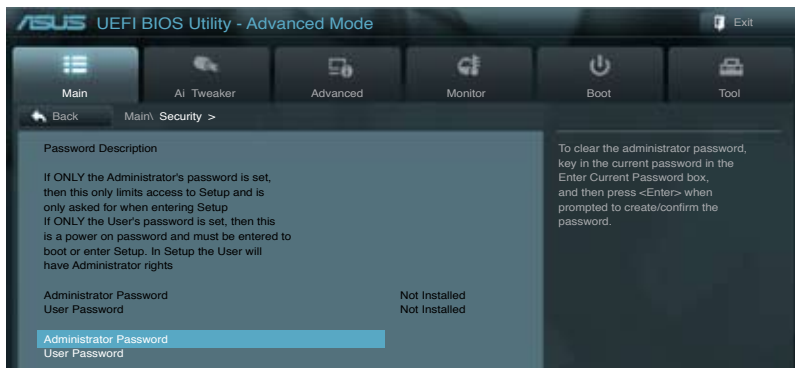 ASUS UEFI BIOS Utility - Advanced Mode
Exit
Main
Ai Tweaker
Advanced
Monitor
Boot
Tool
Back
Main\ Security >
Password Description
If ONLY the Administrator's password is set,
then this only limits access to Setup and is
only asked for when entering Setup
If ONLY the User's password is set, then this
is a power on password and must be entered to
boot or enter Setup. In Setup the User will
have Administrator rights
Administrator Password Not Installed
User Password Not Installed
Administrator Password
User Password
To clear the administrator password,
key in the current password in the
Enter Current Password box,
and then press <Enter> when
prompted to create/confirm the
password.